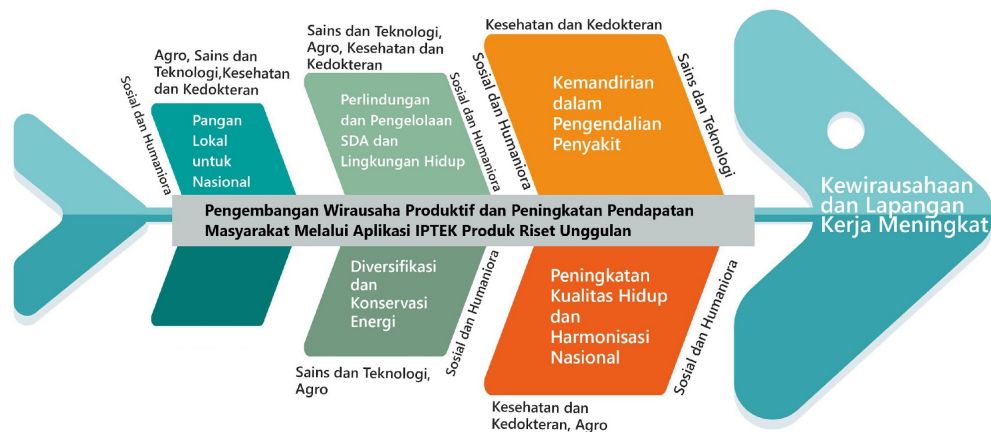 Agro, Sains dan
Teknologi,Kesehatan
dan Kedokteran
Sosial dan Humaniora
Pangan
Lokal
untuk
Nasional
Sains dan Teknologi,
Agro, Kesehatan dan
Kedokteran
Sosial dan Humaniora
Perlindungan
dan Pengelolaan
SDA dan
Lingkungan Hidup
Kesehatan dan Kedokteran
Sosial dan Humaniora
Sains dan Teknologi
Kemandirian
dalam
Pengendalian
Penyakit
Pengembangan Wirausaha Produktif dan Peningkatan Pendapatan
Masyarakat Melalui Aplikasi IPTEK Produk Riset Unggulan
Kewirausahaan
dan Lapangan
Kerja Meningkat
Diversifikasi
dan
Konservasi
Energi
Sosial dan Humaniora
Sains dan Teknologi,
Agro
Peningkatan
Kualitas Hidup
dan
Harmonisasi
Nasional
Sosial dan Humaniora
Kesehatan dan
Kedokteran, Agro